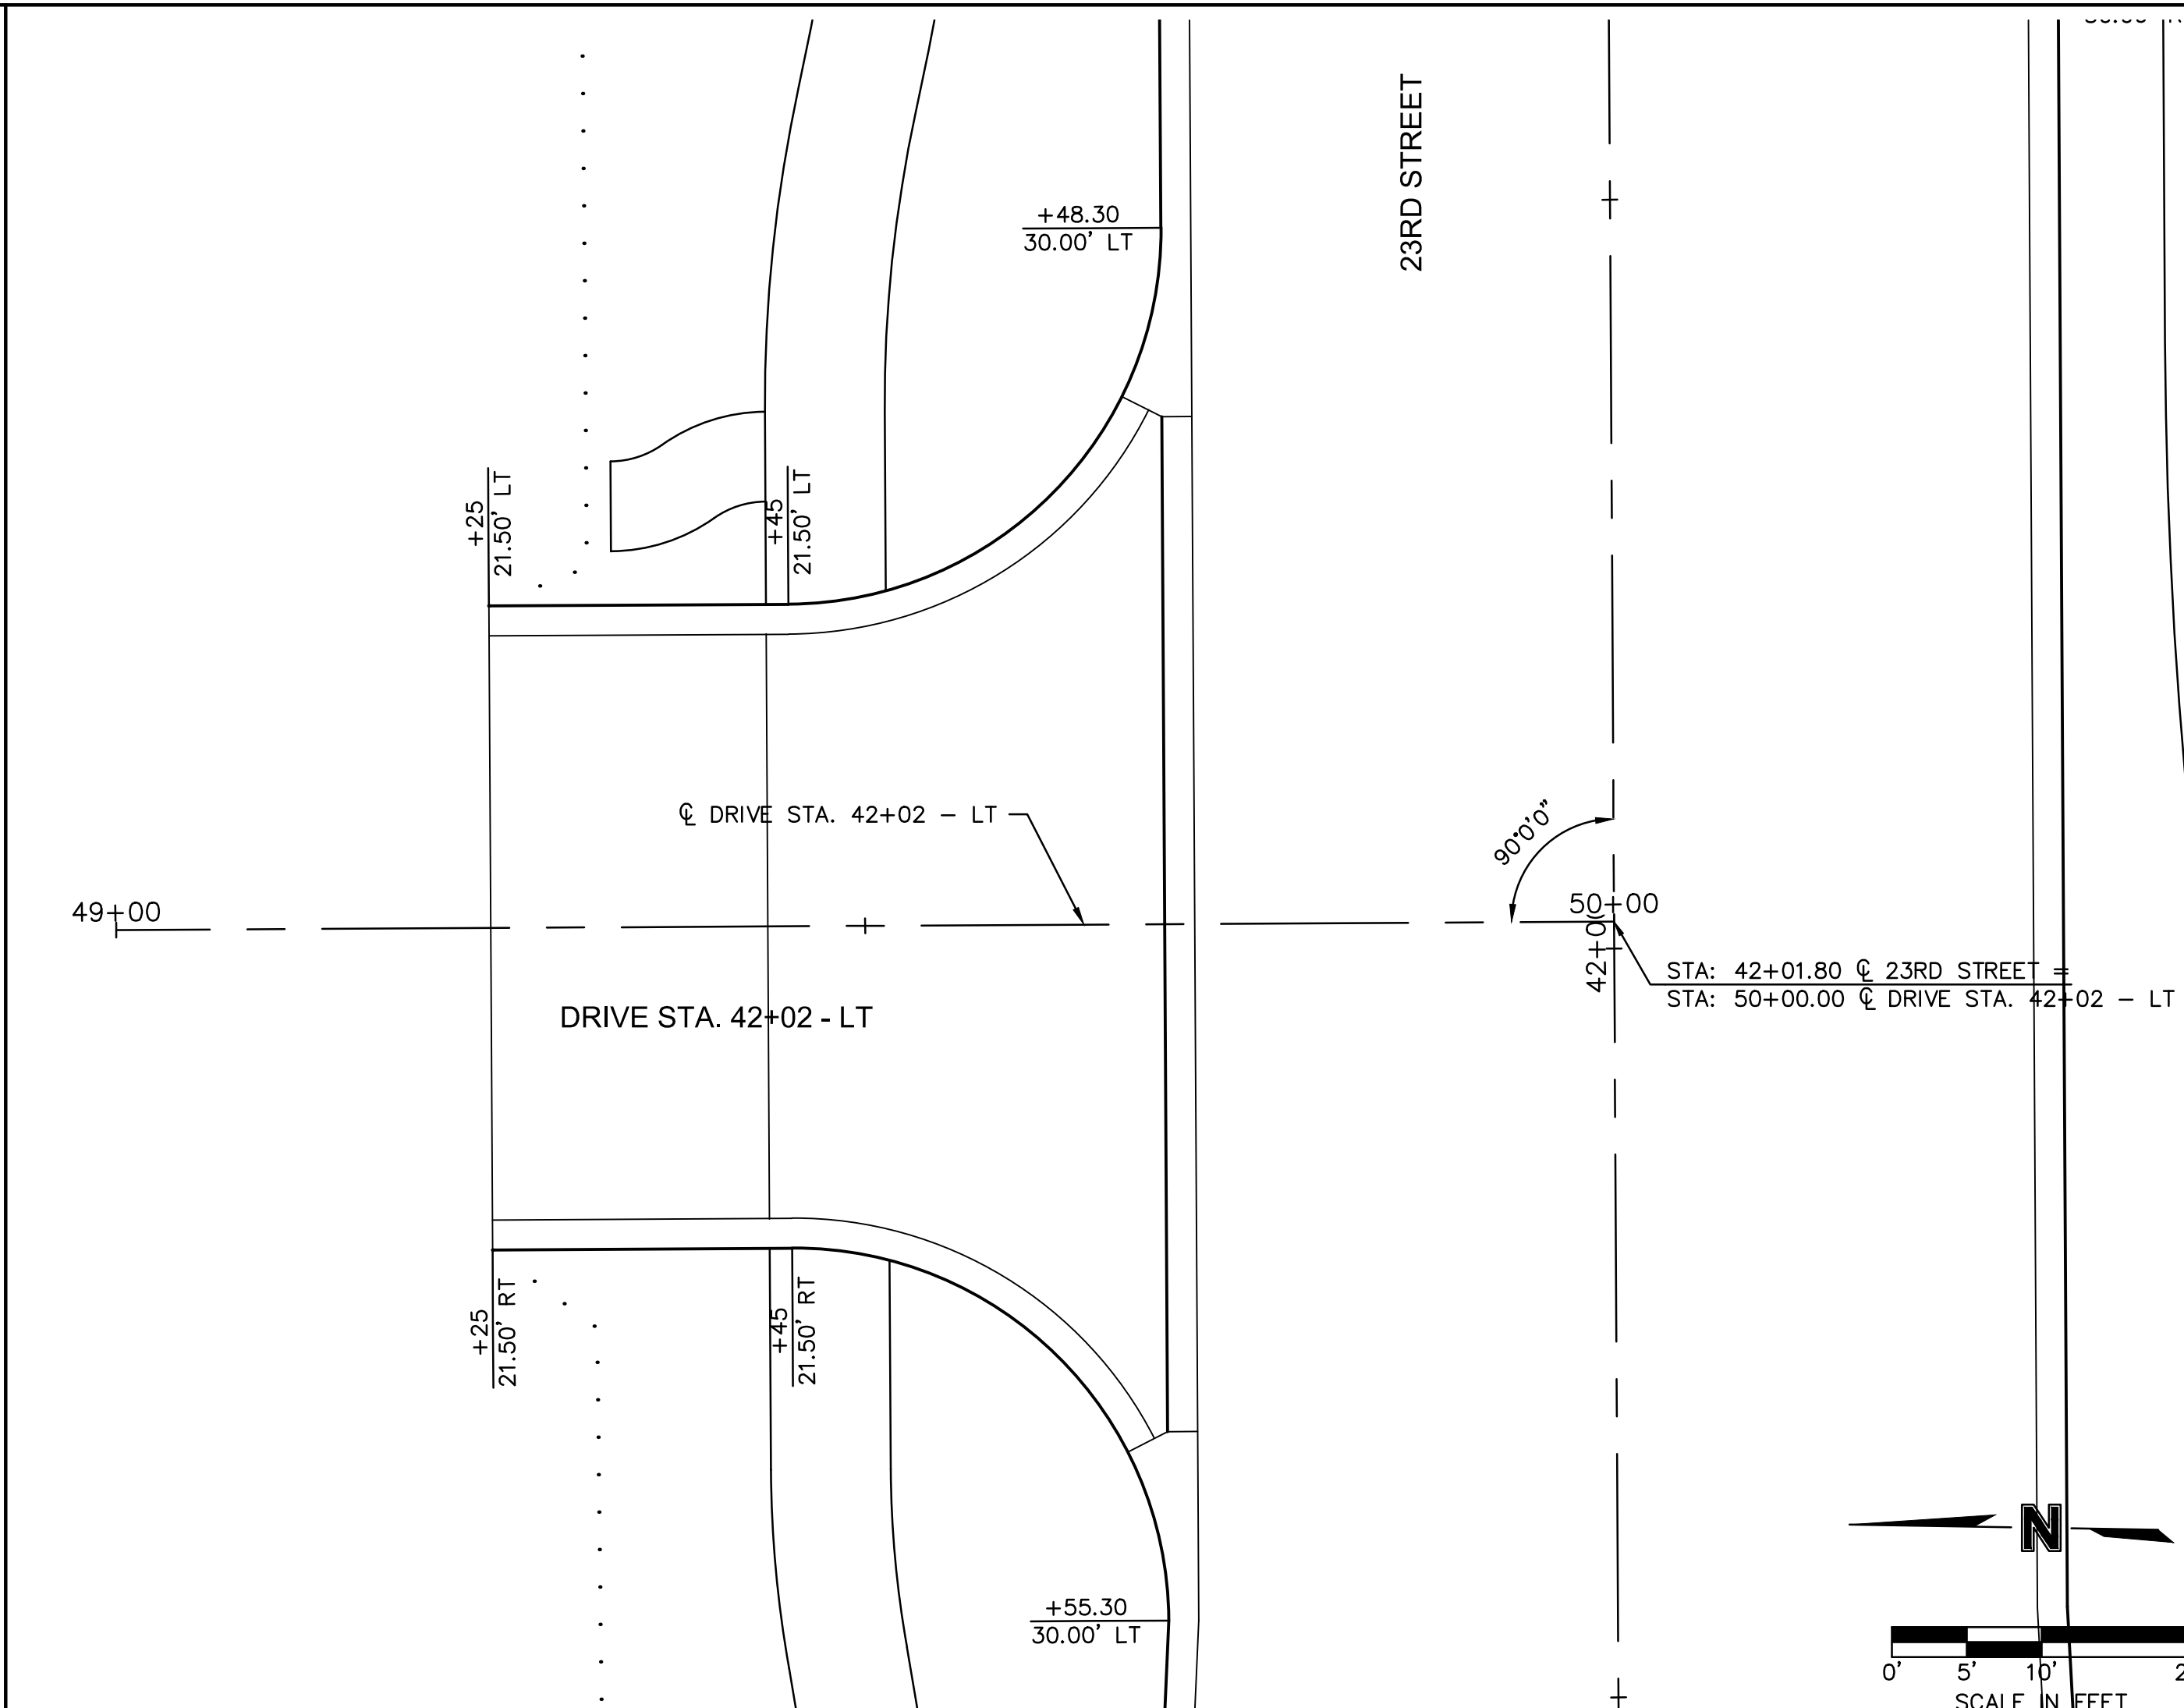 23RD STREET
+48.30
30.00' LT
+25
21.50' LT
+45
21.50' LT
℄ DRIVE STA. 42+02 – LT
90°0'0"
49+00
50+00
STA: 42+01.80 ℄ 23RD STREET =
STA: 50+00.00 ℄ DRIVE STA. 42+02 – LT
DRIVE STA. 42+02 - LT
+25
21.50' RT
+45
21.50' RT
N
+55.30
30.00' LT
0' 5' 10'
SCALE IN FEET